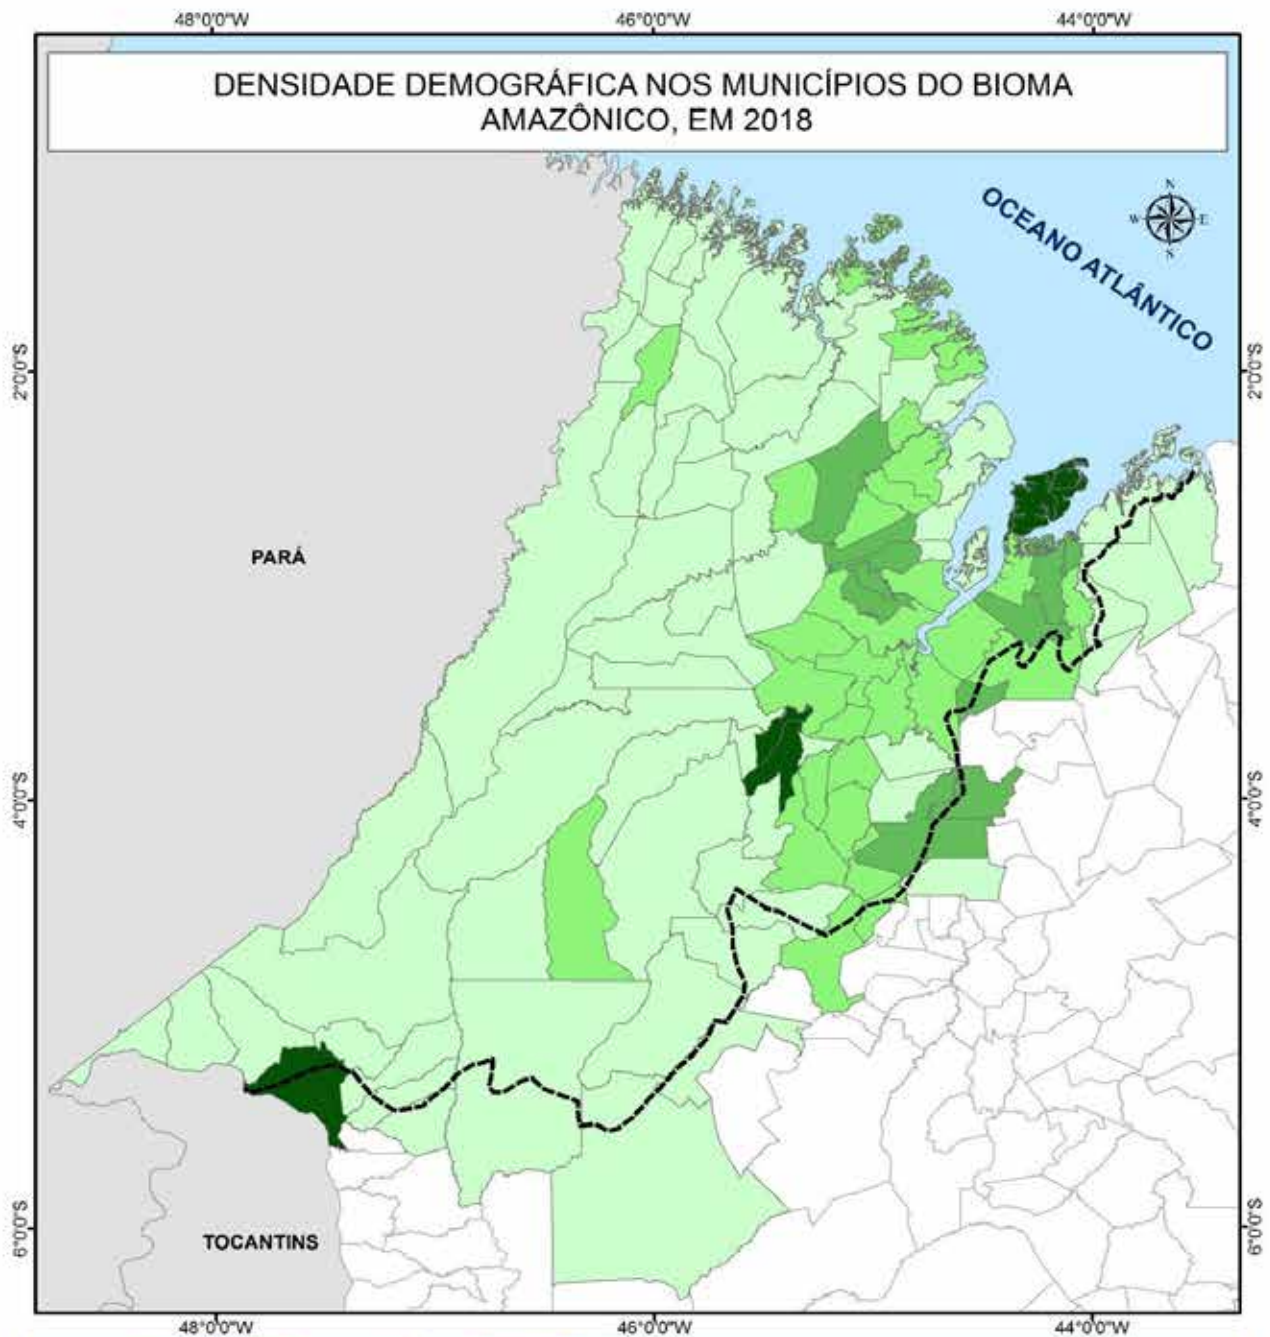 48°0'0"W 46°0'0"W 44°0'0"W
DENSIDADE DEMOGRÁFICA NOS MUNICÍPIOS DO BIOMA
AMAZÔNICO, EM 2018
N
W E
S
OCEANO ATLÂNTICO
2°0'0"S 2°0'0"S
PARÁ
4°0'0"S 4°0'0"S
TOCANTINS
6°0'0"S 6°0'0"S
48°0'0"W 46°0'0"W 44°0'0"W